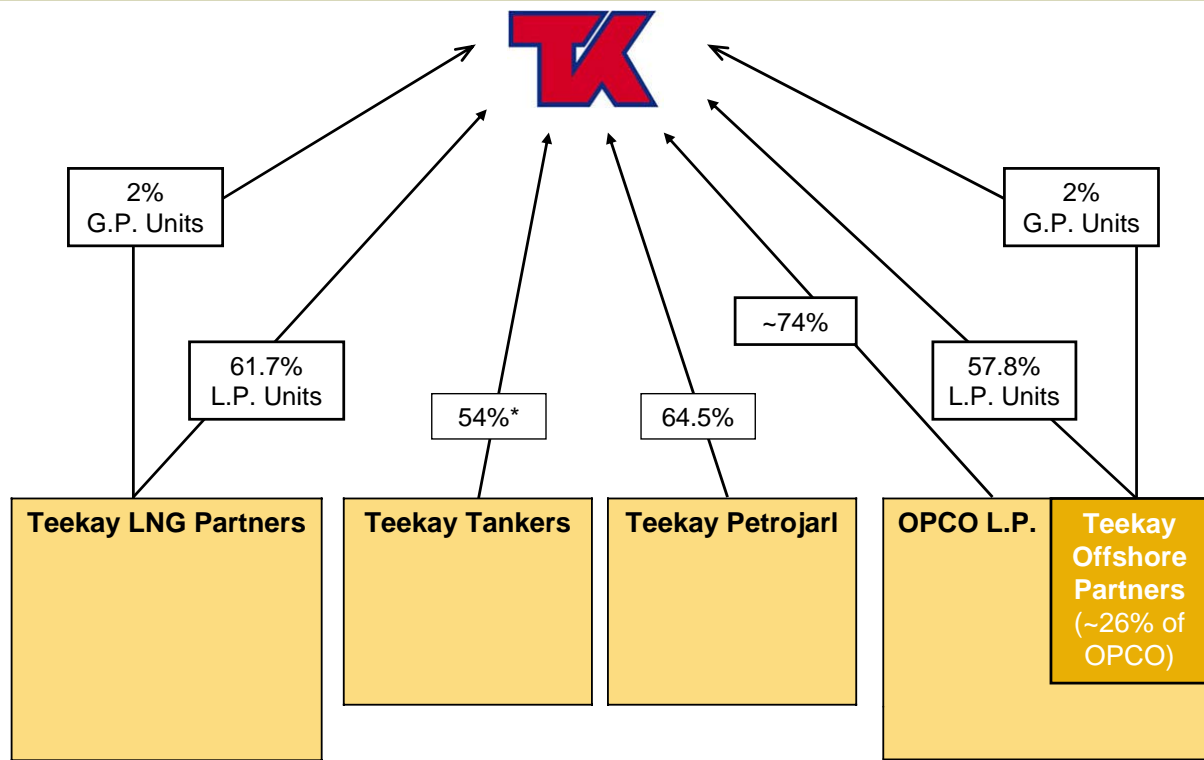 TK
2%
G.P. Units
2%
G.P. Units
~74%
61.7%
L.P. Units
57.8%
L.P. Units
54%*
64.5%
Teekay LNG Partners
Teekay Tankers
Teekay Petrojarl
OPCO L.P.
Teekay
Offshore
Partners
(~26% of
OPCO)